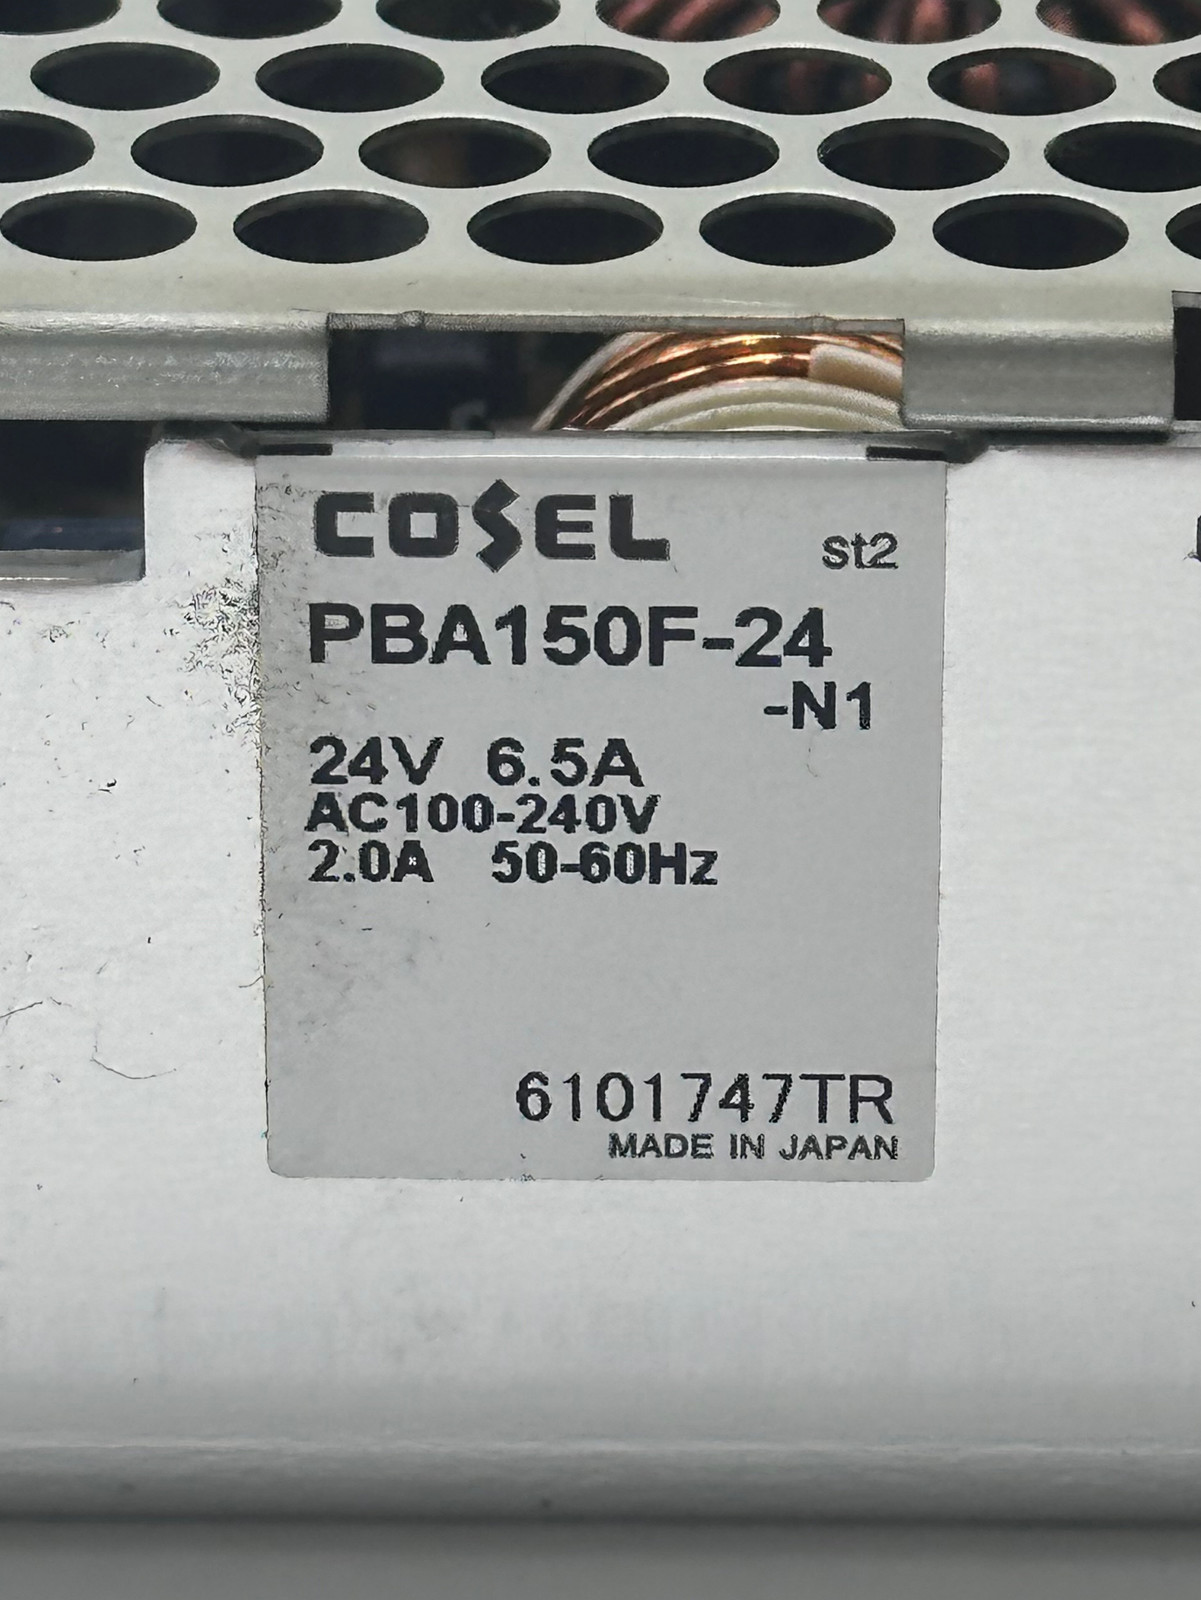 COSEL
st2
PBA150F-24
-N1
24V 6.5A
AC100-240V
2.0A 50-60Hz
6101747TR
MADE IN JAPAN